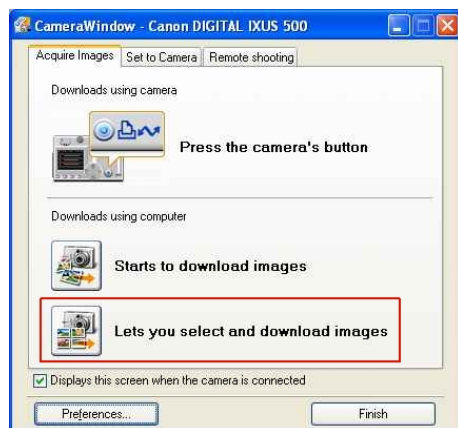 CameraWindow - Canon DIGITAL IXUS 500
Acquire Images Set to Camera Remote shooting
Downloads using camera
Press the camera's button
Downloads using computer
Starts to download images
Lets you select and download images
Displays this screen when the camera is connected
Preferences... Finish